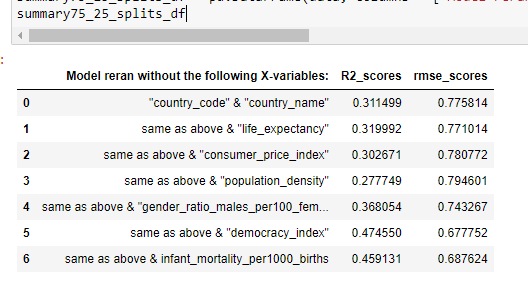 summary75_25_splits_df
:
Model reran without the following X-variables: R2_scores rmse_scores
0 "country_code" & "country_name" 0.311499 0.775814
1 same as above & "life_expectancy" 0.319992 0.771014
2 same as above & "consumer_price_index" 0.302671 0.780772
3 same as above & "population_density" 0.277749 0.794601
4 same as above & "gender_ratio_males_per100_fem... 0.368054 0.743267
5 same as above & "democracy_index" 0.474550 0.677752
6 same as above & infant_mortality_per1000_births 0.459131 0.687624